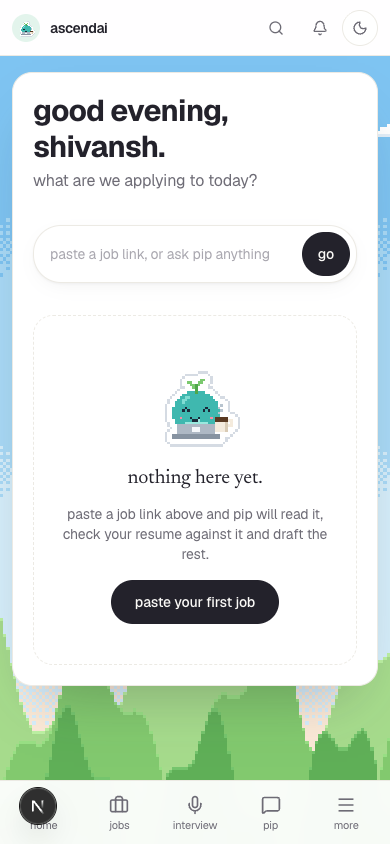 ascendai
good evening,
shivansh.
what are we applying to today?
paste a job link, or ask pip anything
go
nothing here yet.
paste a job link above and pip will read it,
check your resume against it and draft the
rest.
paste your first job
N
home
jobs
interview
pip
more